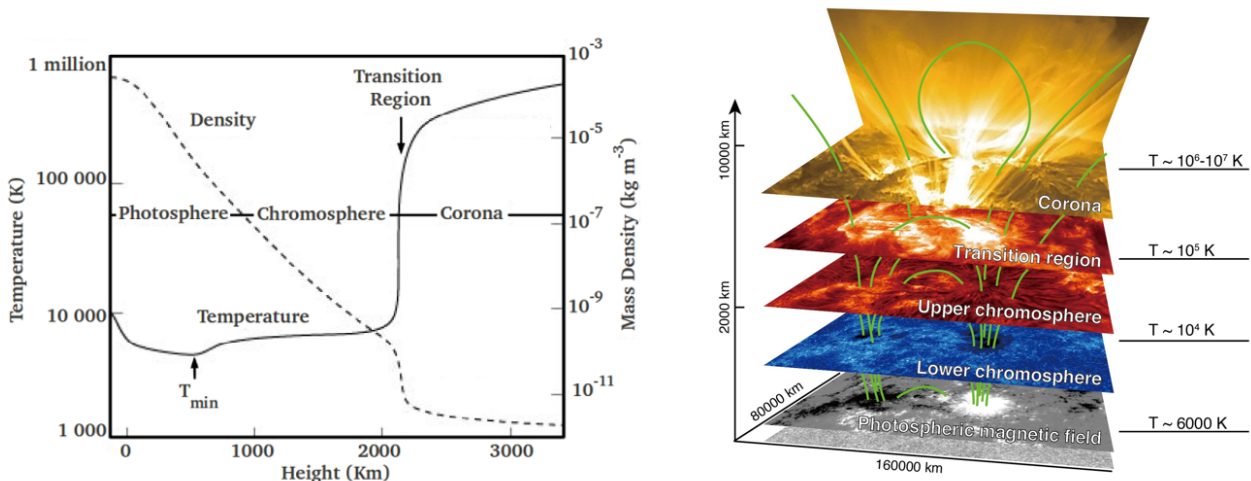 1 million
100 000
10 000
1 000
Temperature (K)
Density
Transition
Region
Photosphere
Chromosphere
Corona
Temperature
T min
0
1000
2000
3000
Height (Km)
10-3
10-5
10-7
10-9
10-11
Mass Density (kg m-3)
10000 km
2000 km
80000 km
160000 km
Corona
Transition region
Upper chromosphere
Lower chromosphere
Photospheric magnetic field
T ~ 10⁶-10⁷ K
T ~ 10⁵ K
T ~ 10⁴ K
T ~ 6000 K